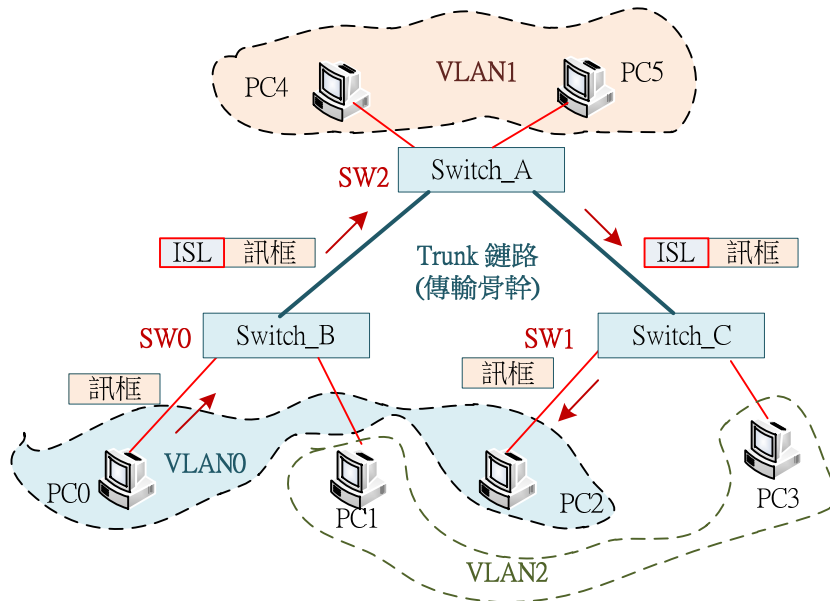 PC4
VLAN1
PC5
SW2
Switch_A
ISL 訊框
Trunk 鏈路
(傳輸骨幹)
ISL 訊框
SW0
Switch_B
SW1
Switch_C
訊框
訊框
PC0
VLAN0
PC1
PC2
PC3
VLAN2